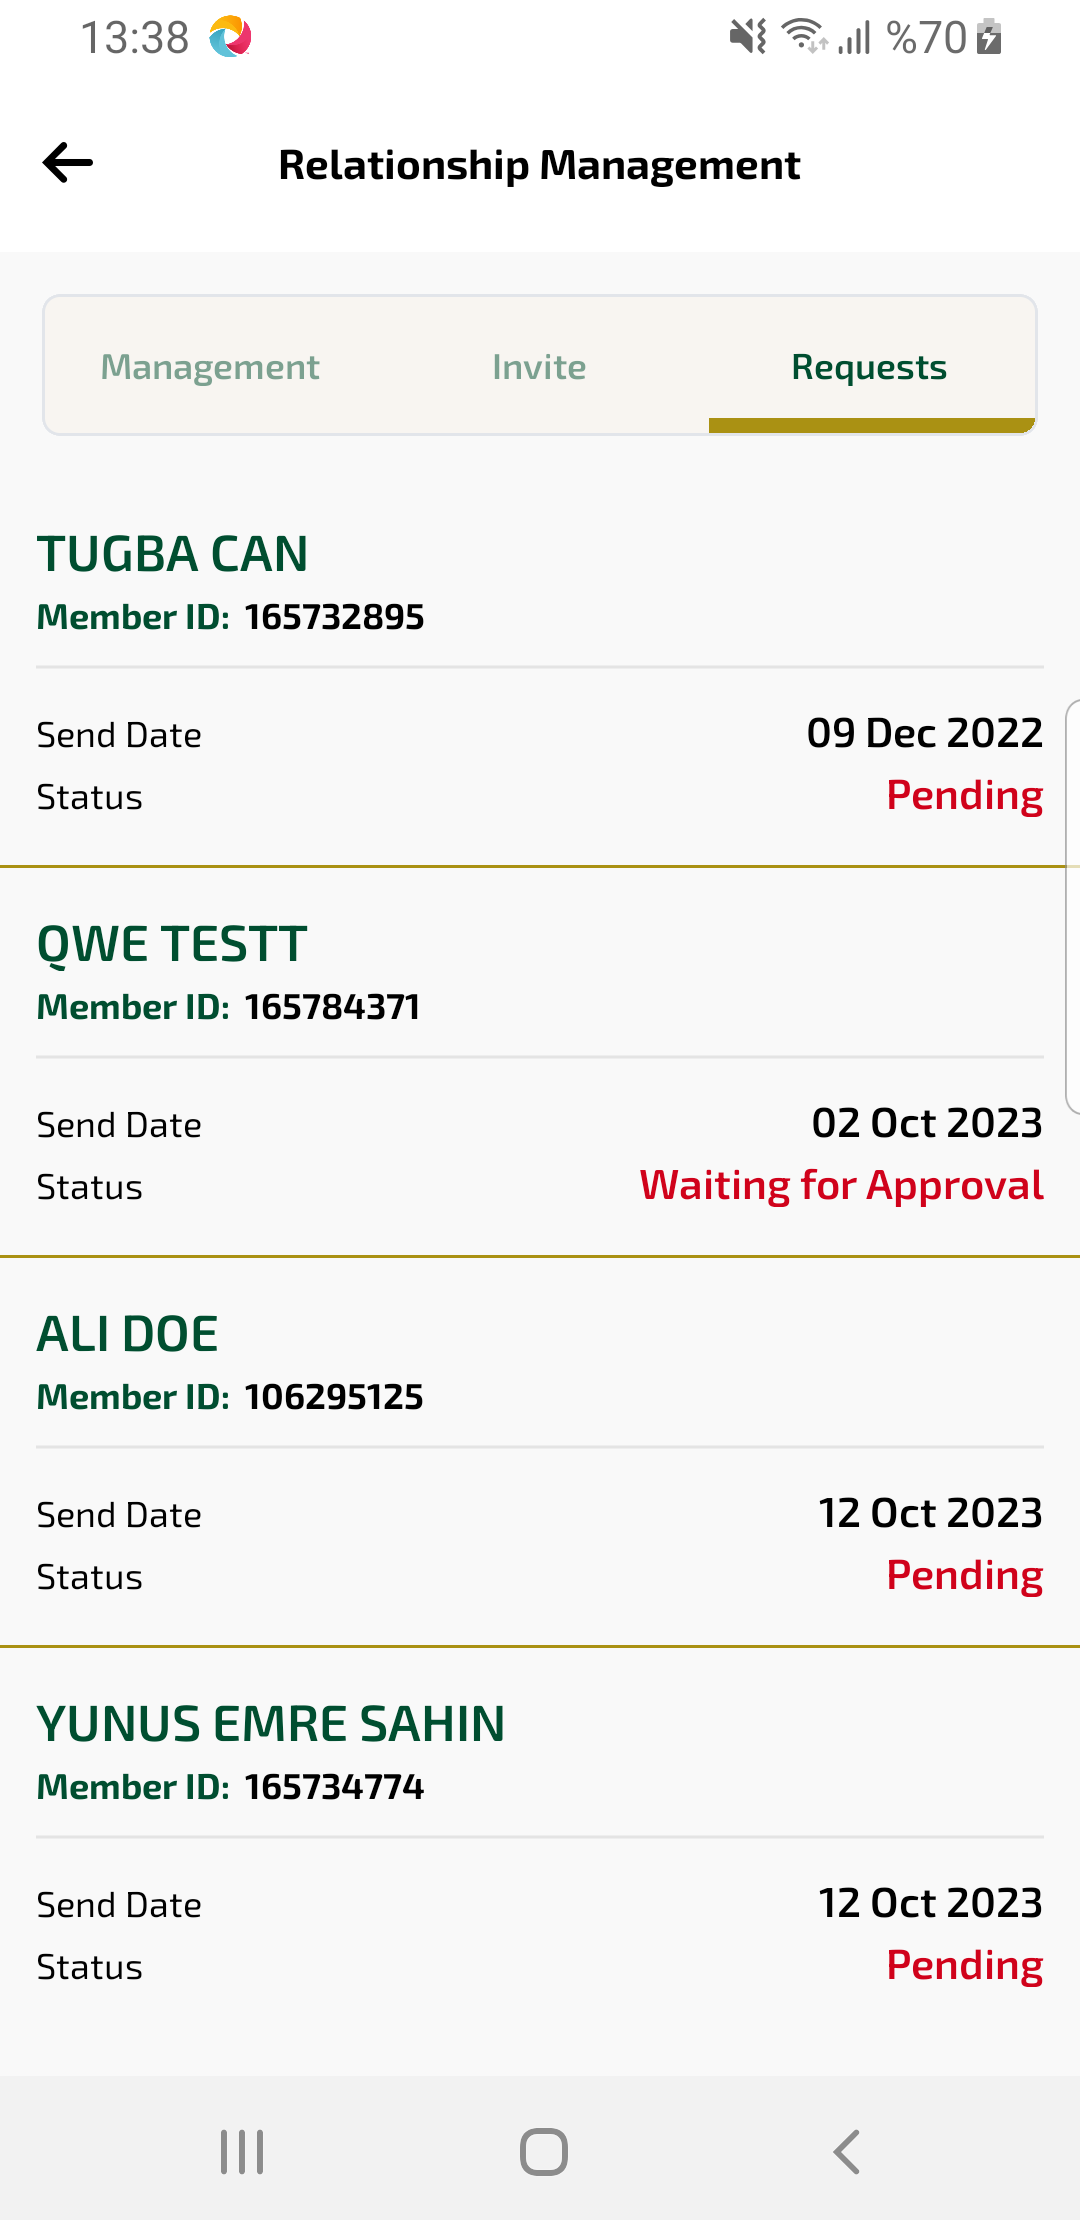 13:38 %70
Relationship Management
Management Invite Requests
TUGBA CAN
Member ID: 165732895
Send Date 09 Dec 2022
Status Pending
QWE TESTT
Member ID: 165784371
Send Date 02 Oct 2023
Status Waiting for Approval
ALI DOE
Member ID: 106295125
Send Date 12 Oct 2023
Status Pending
YUNUS EMRE SAHIN
Member ID: 165734774
Send Date 12 Oct 2023
Status Pending